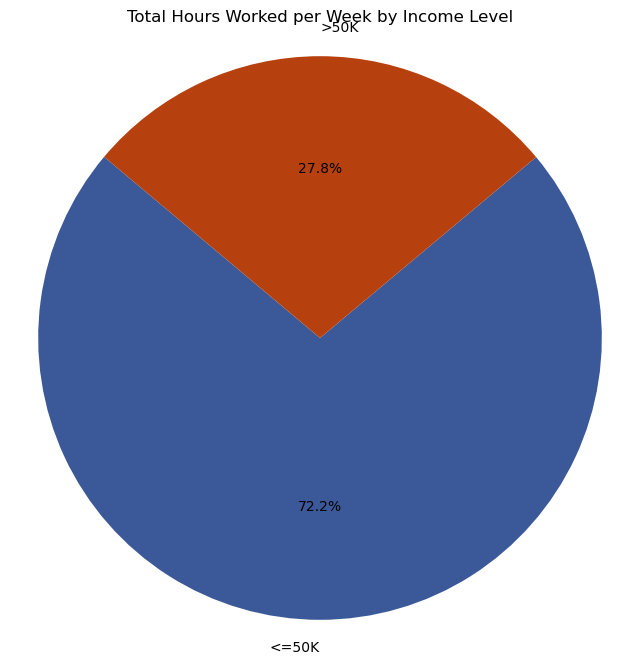 Total Hours Worked per Week by Income Level
>50K
27.8%
72.2%
<=50K